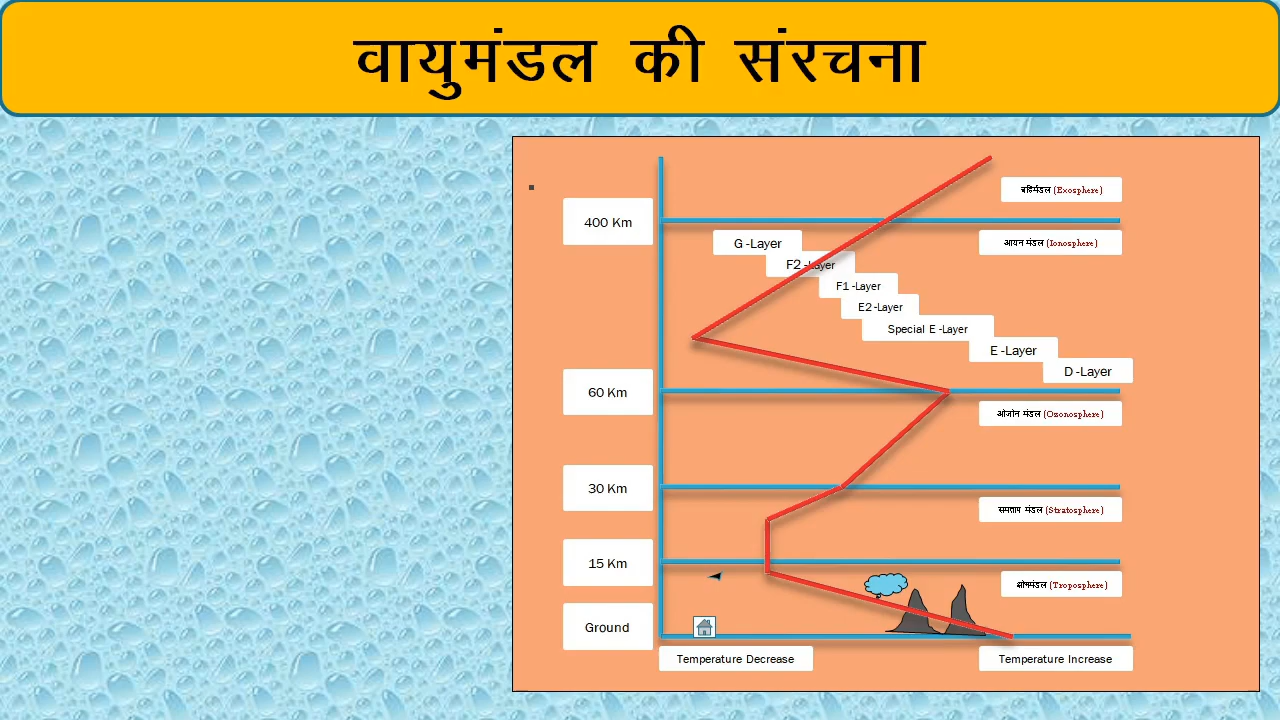 वायुमंडल की संरचना
बहिर्मंडल (Exosphere)
400 Km
आयन मंडल (Ionosphere)
G -Layer
F2 -Layer
F1 -Layer
E2 -Layer
Special E -Layer
E -Layer
D -Layer
60 Km
ओजोन मंडल (Ozonosphere)
30 Km
समताप मंडल (Stratosphere)
15 Km
क्षोभमंडल (Troposphere)
Ground
Temperature Decrease
Temperature Increase